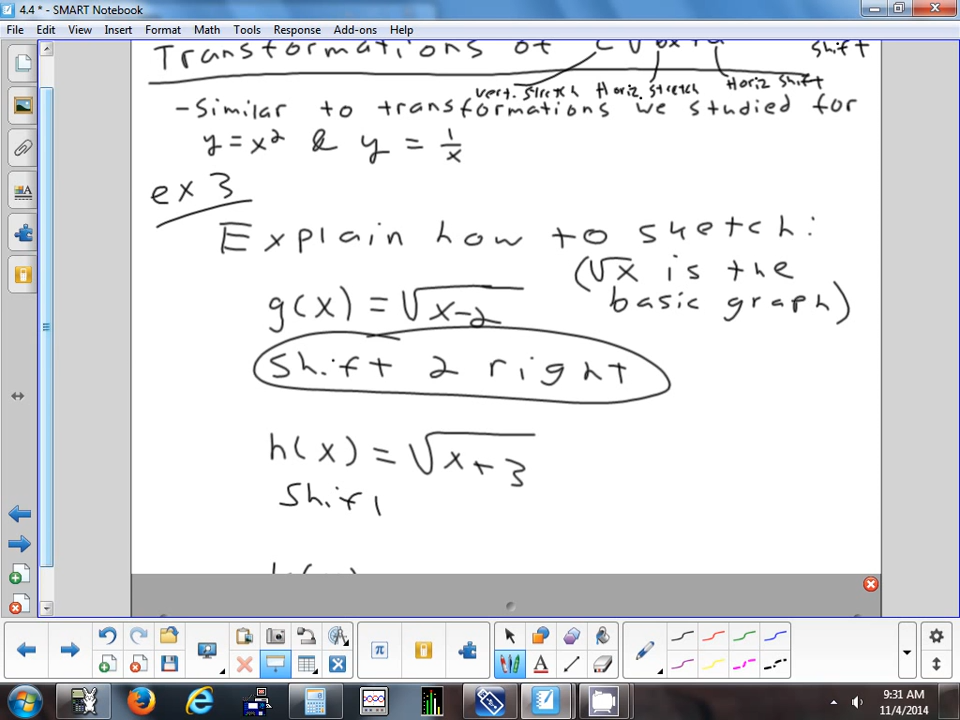 4.4 * - SMART Notebook
File Edit View Insert Format Math Tools Response Add-ons Help
Transformations of
shift
vert. stretch Horiz. stretch Horiz shift
-Similar to transformations we studied for
y = x² & y = 1/x
ex 3
Explain how to sketch:
(√x is the
basic graph)
g(x) = √x-2
shift 2 right
h(x) = √x+3
Shif
9:31 AM
11/4/2014